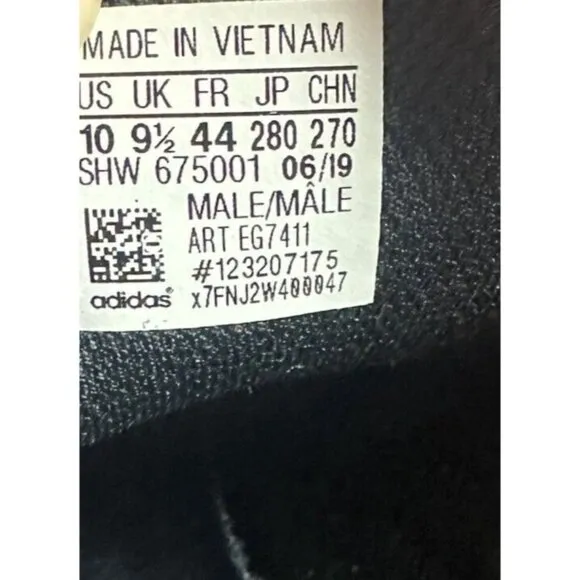 MADE IN VIETNAM
US UK FR JP CHN
10 9½ 44 280 270
SHW 675001 06/19
MALE/MÂLE
ART EG7411
#123207175
adidas x7FNJ2W400047